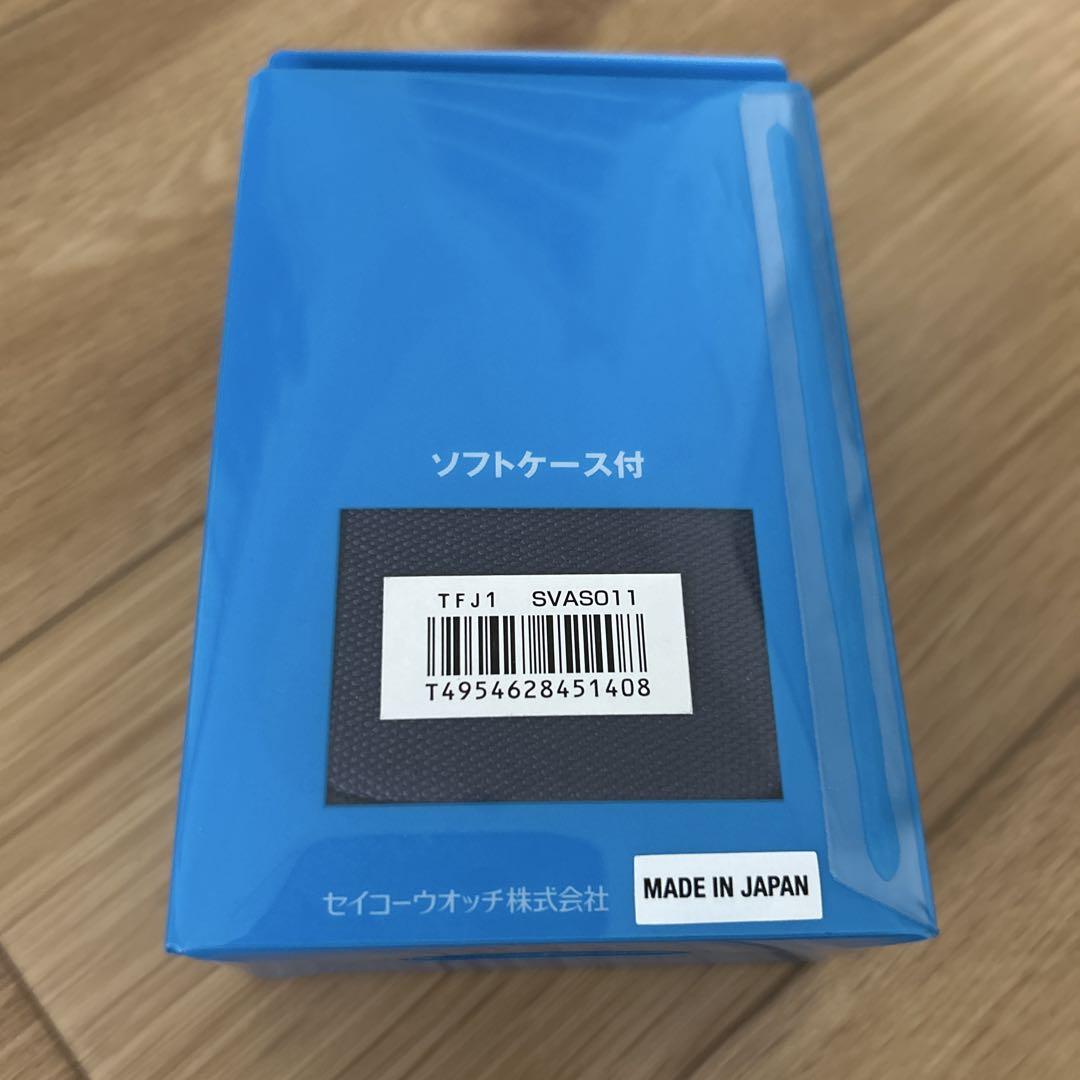 ソフトケース付
TFJ1 SVAS011
T4954628451408
セイコーウオッチ株式会社
MADE IN JAPAN